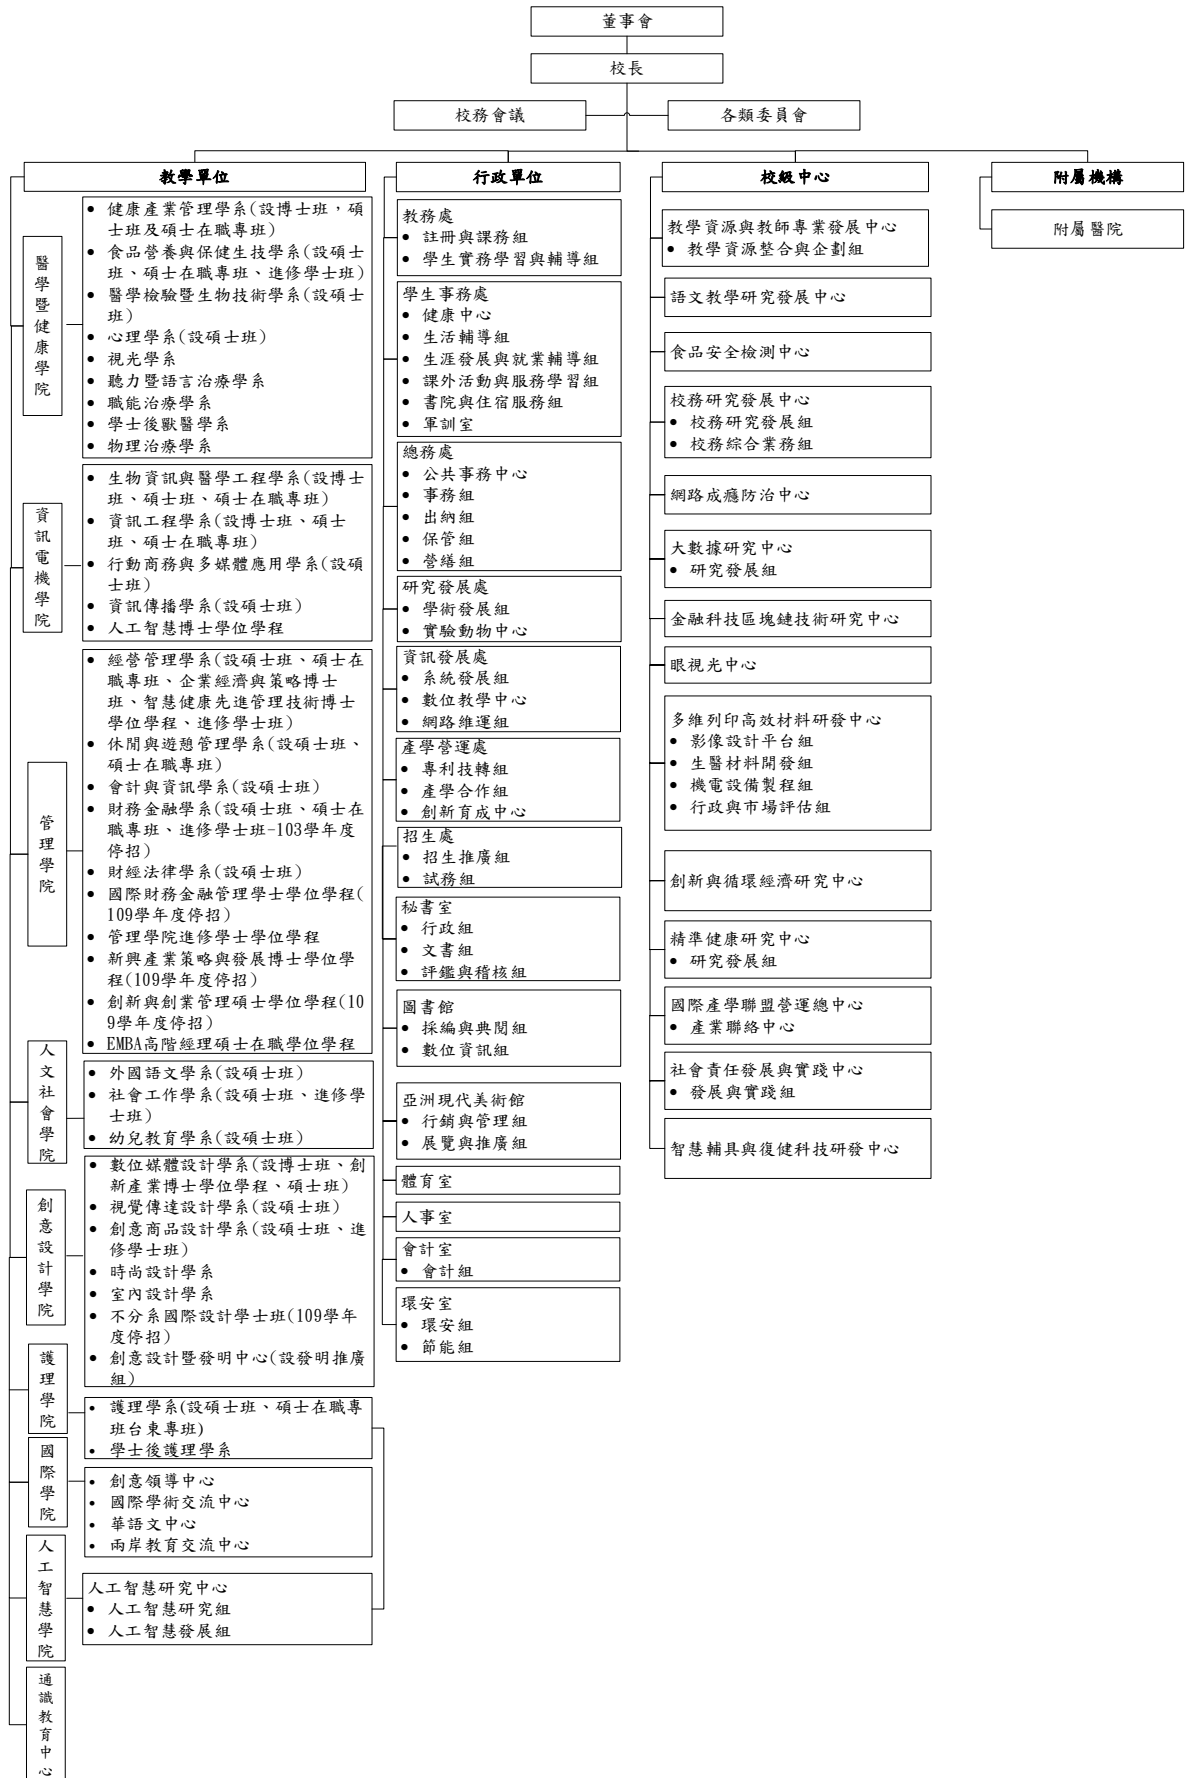 董事會
校長
校務會議
各類委員會
教學單位
醫學暨健康學院
• 健康產業管理學系(設博士班，碩
士班及碩士在職專班)
• 食品營養與保健生技學系(設碩士
班、碩士在職專班、進修學士班)
• 醫學檢驗暨生物技術學系(設碩士
班)
• 心理學系(設碩士班)
• 視光學系
• 聽力暨語言治療學系
• 職能治療學系
• 學士後獸醫學系
• 物理治療學系
資訊電機學院
• 生物資訊與醫學工程學系(設博士
班、碩士班、碩士在職專班)
• 資訊工程學系(設博士班、碩士
班、碩士在職專班)
• 行動商務與多媒體應用學系(設碩
士班)
• 資訊傳播學系(設碩士班)
• 人工智慧博士學位學程
管理學院
• 經營管理學系(設碩士班、碩士在
職專班、企業經濟與策略博士
班、智慧健康先進管理技術博士
學位學程、進修學士班)
• 休閒與遊憩管理學系(設碩士班、
碩士在職專班)
• 會計與資訊學系(設碩士班)
• 財務金融學系(設碩士班、碩士在
職專班、進修學士班-103學年度
停招)
• 財經法律學系(設碩士班)
• 國際財務金融管理學士學位學程(
109學年度停招)
• 管理學院進修學士學位學程
• 新興產業策略與發展博士學位學
程(109學年度停招)
• 創新與創業管理碩士學位學程(10
9學年度停招)
• EMBA高階經理碩士在職學位學程
人文社會學院
• 外國語文學系(設碩士班)
• 社會工作學系(設碩士班、進修學
士班)
• 幼兒教育學系(設碩士班)
創意設計學院
• 數位媒體設計學系(設博士班、創
新產業博士學位學程、碩士班)
• 視覺傳達設計學系(設碩士班)
• 創意商品設計學系(設碩士班、進
修學士班)
• 時尚設計學系
• 室內設計學系
• 不分系國際設計學士班(109學年
度停招)
• 創意設計暨發明中心(設發明推廣
組)
護理學院
• 護理學系(設碩士班、碩士在職專
班台東專班)
• 學士後護理學系
國際學院
• 創意領導中心
• 國際學術交流中心
• 華語文中心
• 兩岸教育交流中心
人工智慧學院
人工智慧研究中心
• 人工智慧研究組
• 人工智慧發展組
通識教育中心
行政單位
教務處
• 註冊與課務組
• 學生實務學習與輔導組
學生事務處
• 健康中心
• 生活輔導組
• 生涯發展與就業輔導組
• 課外活動與服務學習組
• 書院與住宿服務組
• 軍訓室
總務處
• 公共事務中心
• 事務組
• 出納組
• 保管組
• 營繕組
研究發展處
• 學術發展組
• 實驗動物中心
資訊發展處
• 系統發展組
• 數位教學中心
• 網路維運組
產學營運處
• 專利技轉組
• 產學合作組
• 創新育成中心
招生處
• 招生推廣組
• 試務組
秘書室
• 行政組
• 文書組
• 評鑑與稽核組
圖書館
• 採編與典閱組
• 數位資訊組
亞洲現代美術館
• 行銷與管理組
• 展覽與推廣組
體育室
人事室
會計室
• 會計組
環安室
• 環安組
• 節能組
校級中心
教學資源與教師專業發展中心
• 教學資源整合與企劃組
語文教學研究發展中心
食品安全檢測中心
校務研究發展中心
• 校務研究發展組
• 校務綜合業務組
網路成癮防治中心
大數據研究中心
• 研究發展組
金融科技區塊鏈技術研究中心
眼視光中心
多維列印高效材料研發中心
• 影像設計平台組
• 生醫材料開發組
• 機電設備製程組
• 行政與市場評估組
創新與循環經濟研究中心
精準健康研究中心
• 研究發展組
國際產學聯盟營運總中心
• 產業聯絡中心
社會責任發展與實踐中心
• 發展與實踐組
智慧輔具與復健科技研發中心
附屬機構
附屬醫院